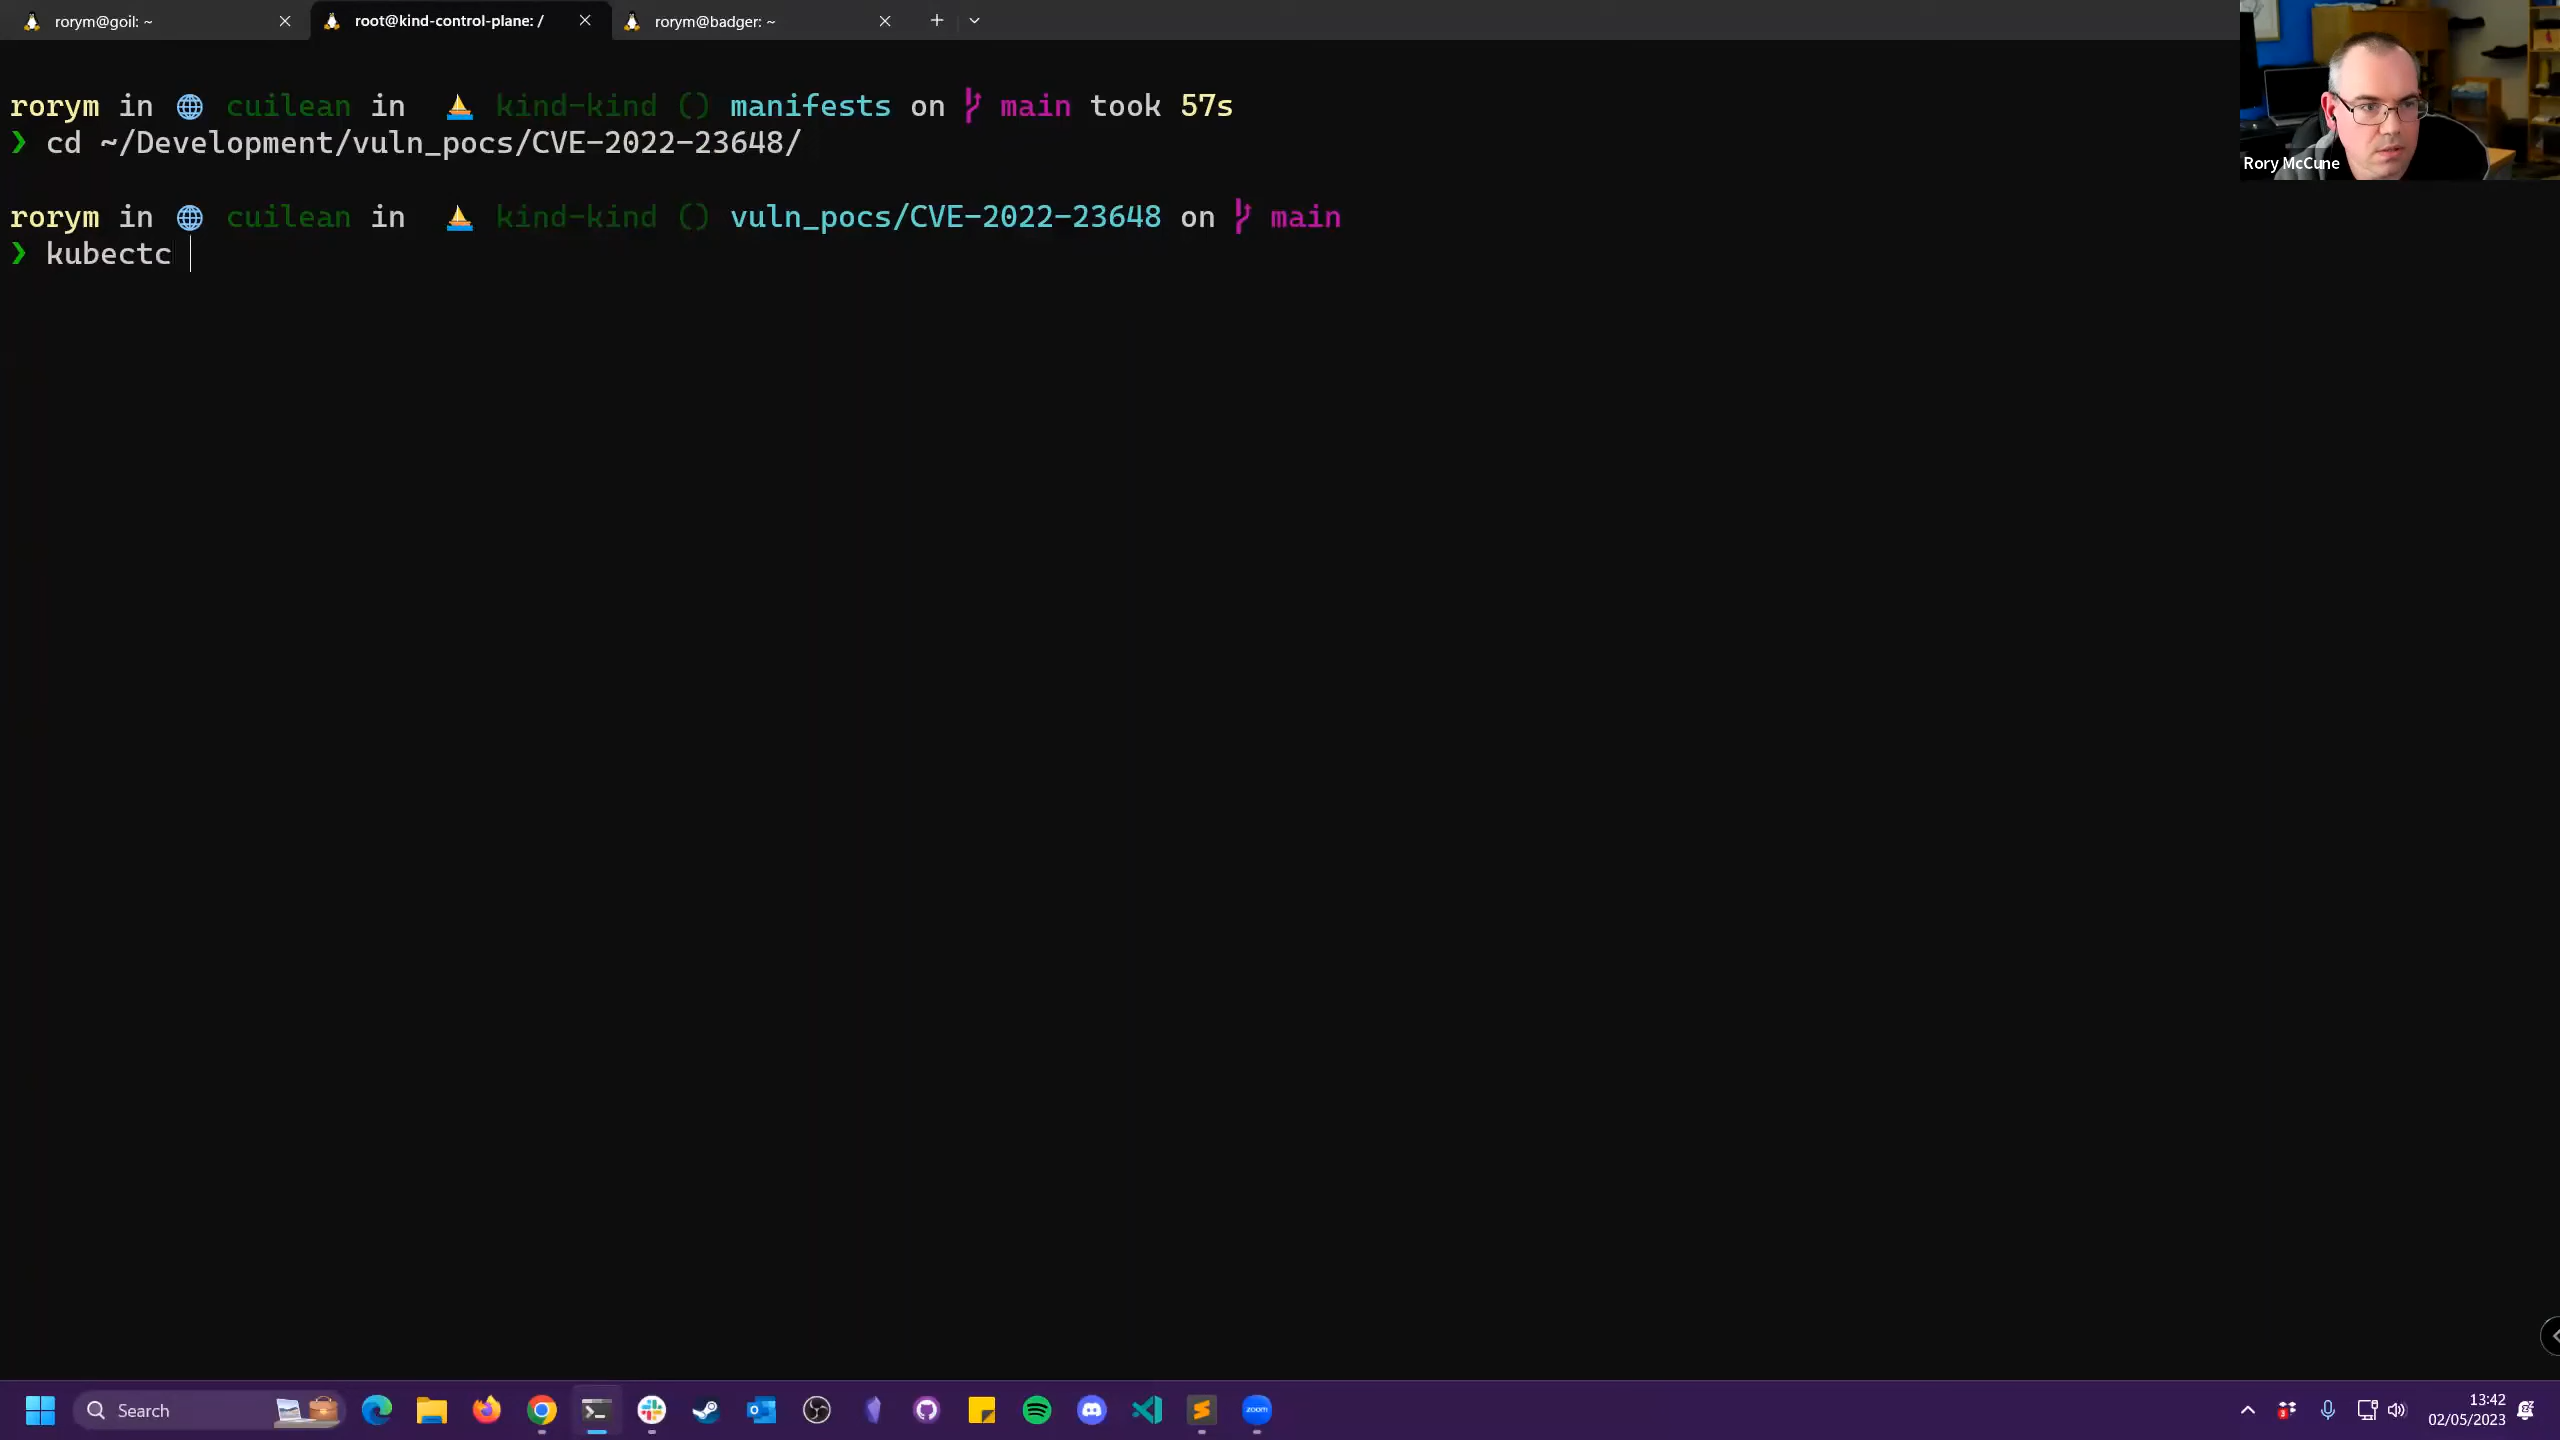 rorym@goil: ~
root@kind-control-plane: /
rorym@badger: ~
Rory McCune
rorym in cuilean in kind-kind () manifests on main took 57s
❯ cd ~/Development/vuln_pocs/CVE-2022-23648/
rorym in cuilean in kind-kind () vuln_pocs/CVE-2022-23648 on main
❯ kubectc
Search
zoom
13:42
02/05/2023